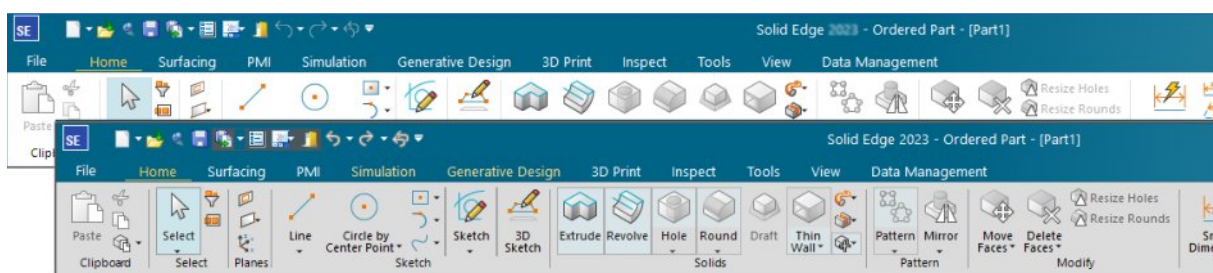 SE
Solid Edge 2023 - Ordered Part - [Part1]
File Home Surfacing PMI Simulation Generative Design 3D Print Inspect Tools View Data Management
Resize Holes
Resize Rounds
Paste
Clip
SE
Solid Edge 2023 - Ordered Part - [Part1]
File Home Surfacing PMI Simulation Generative Design 3D Print Inspect Tools View Data Management
Resize Holes
Resize Rounds
Paste Select Line Circle by Center Point Sketch 3D Sketch Extrude Revolve Hole Round Draft Thin Wall Pattern Mirror Move Faces Delete Faces
Clipboard Select Planes Sketch Solids Pattern Modify